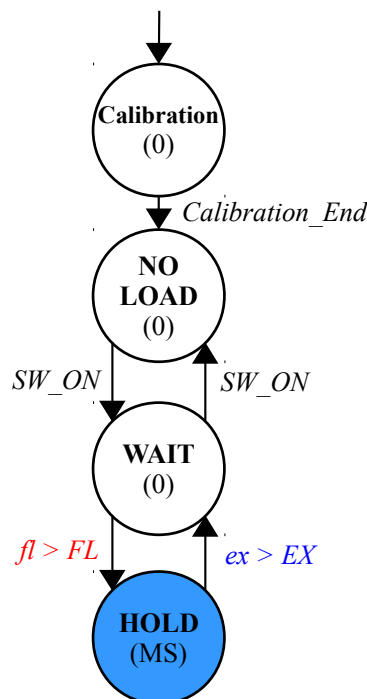 Calibration
(0)
Calibration_End
NO
LOAD
(0)
SW_ON
SW_ON
WAIT
(0)
fl > FL
ex > EX
HOLD
(MS)